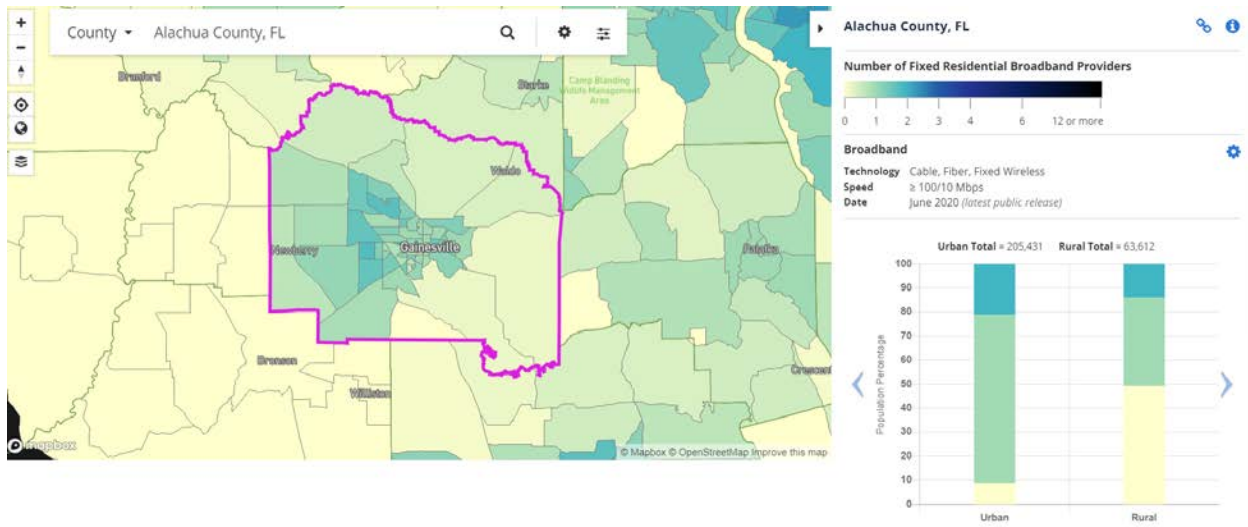 County Alachua County, FL
Branford
Starke
Camp Blanding
Wildlife Management
Area
Waldo
Newberry
Gainesville
Palatka
Bronson
Williston
Crescent
mapbox
© Mapbox © OpenStreetMap Improve this map
Alachua County, FL
Number of Fixed Residential Broadband Providers
0 1 2 3 4 6 12 or more
Broadband
Technology Cable, Fiber, Fixed Wireless
Speed ≥ 100/10 Mbps
Date June 2020 (latest public release)
Urban Total = 205,431 Rural Total = 63,612
Population Percentage
100
90
80
70
60
50
40
30
20
10
0
Urban Rural